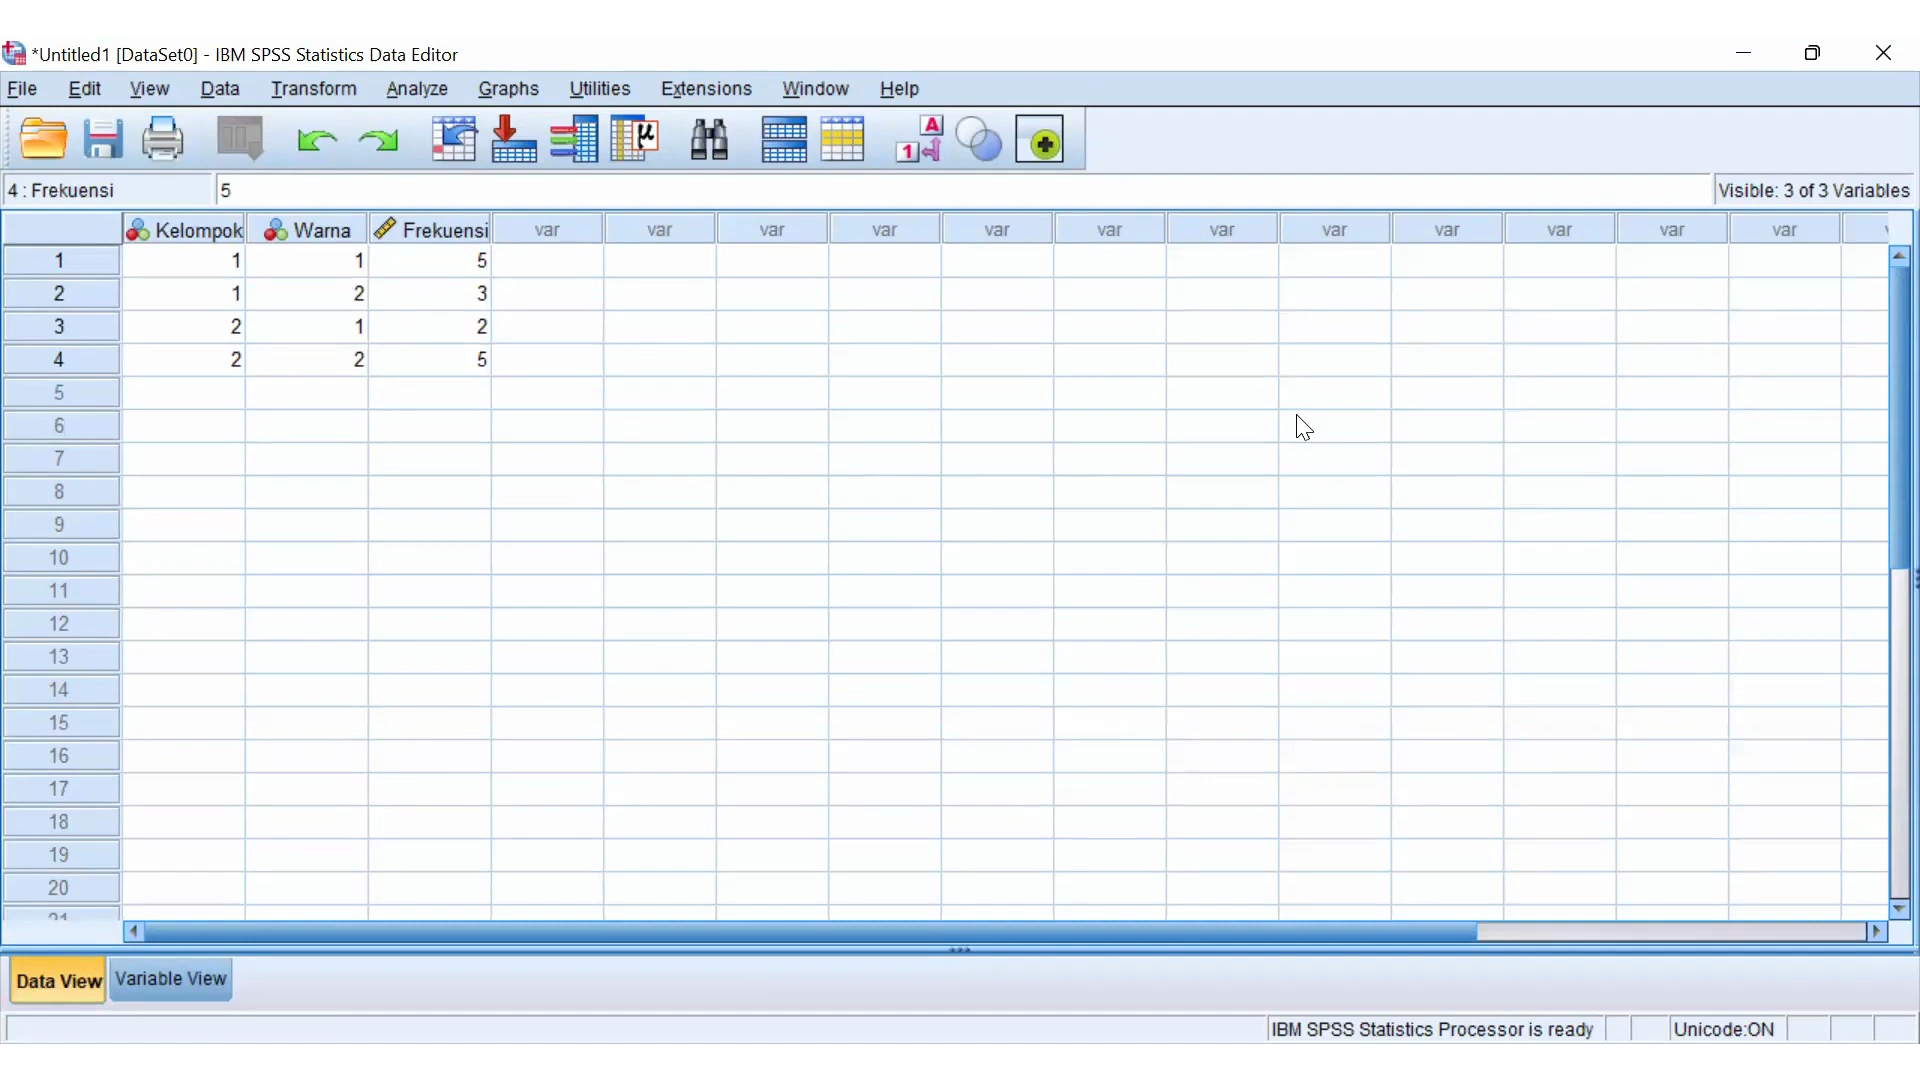 *Untitled1 [DataSet0] - IBM SPSS Statistics Data Editor
File Edit View Data Transform Analyze Graphs Utilities Extensions Window Help
4 : Frekuensi 5 Visible: 3 of 3 Variables
Kelompok Warna Frekuensi var var var var var var var var var var var var
1 1 1 5
2 1 2 3
3 2 1 2
4 2 2 5
5
6
7
8
9
10
11
12
13
14
15
16
17
18
19
20
21
Data View Variable View
IBM SPSS Statistics Processor is ready Unicode:ON